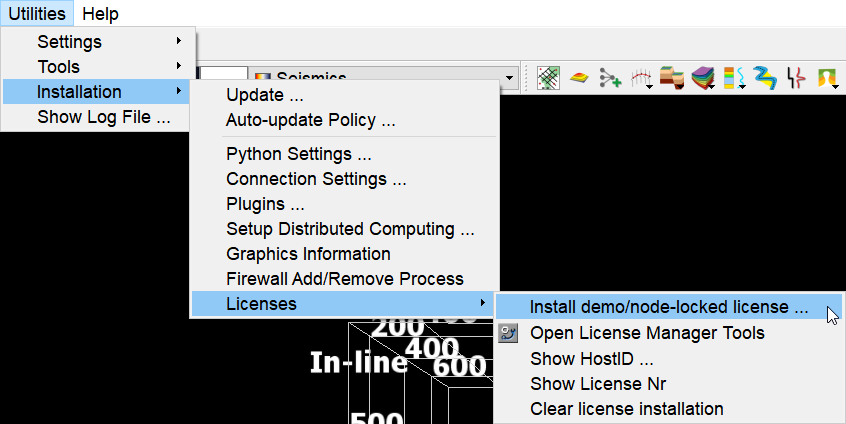 Utilities Help
Settings
Tools
Installation
Show Log File ...
Seismics
Update ...
Auto-update Policy ...
Python Settings ...
Connection Settings ...
Plugins ...
Setup Distributed Computing ...
Graphics Information
Firewall Add/Remove Process
Licenses
Install demo/node-locked license ...
Open License Manager Tools
Show HostID ...
Show License Nr
Clear license installation
200
In-line
400
600
500